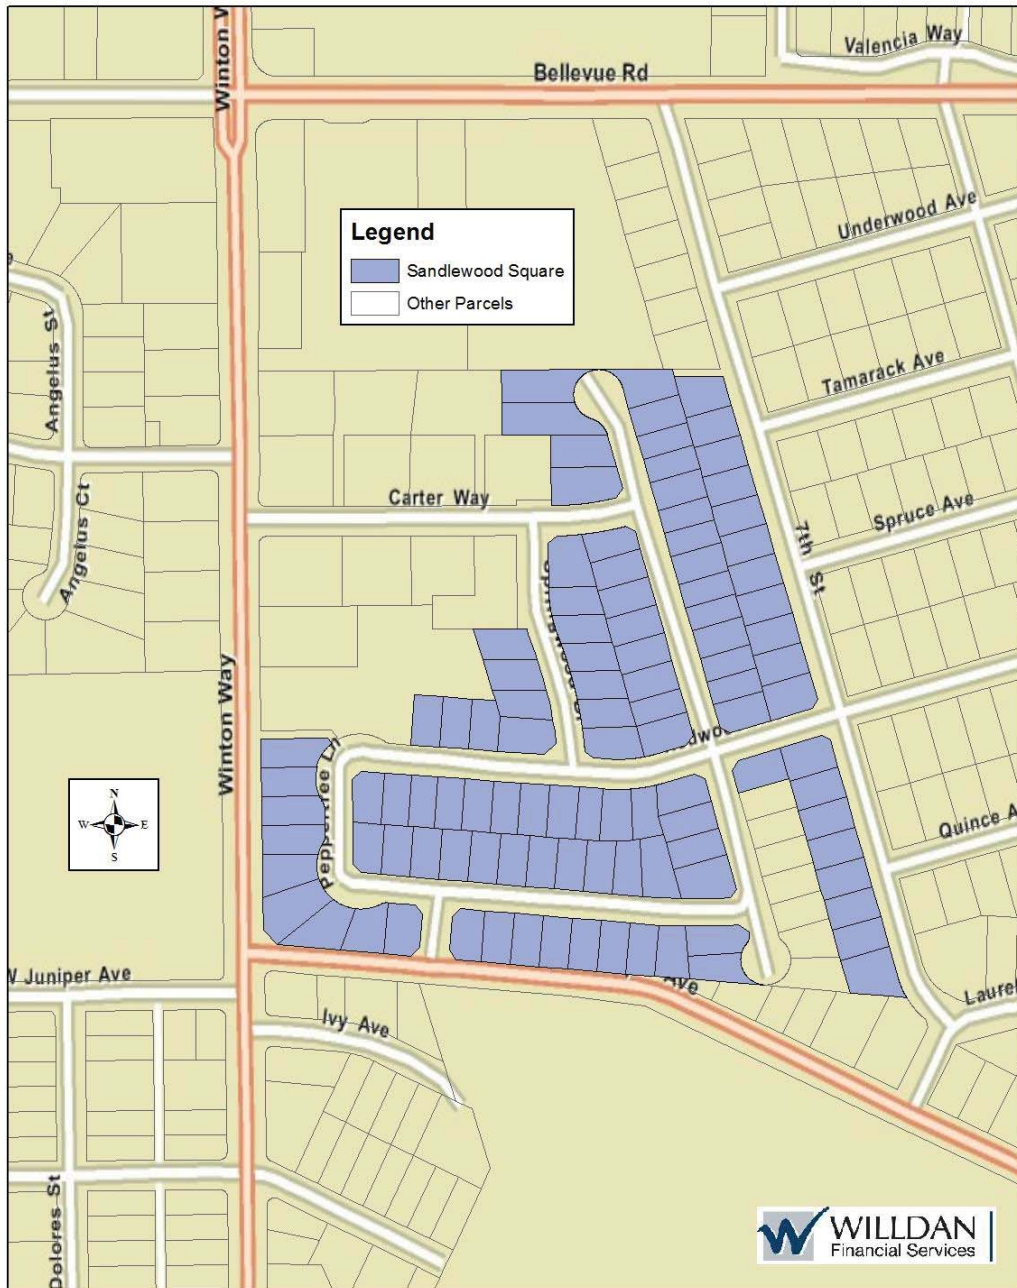 Winton W
Valencia Way
Bellevue Rd
Underwood Ave
Legend
Sandlewood Square
Other Parcels
Angelus St
Tamarack Ave
Carter Way
Spruce Ave
Angelus Ct
7th St
Winton Way
Peppertree Ln
N
W E
S
Quince A
W Juniper Ave
Ave
Laurel
Ivy Ave
Dolores St
WILLDAN
Financial Services